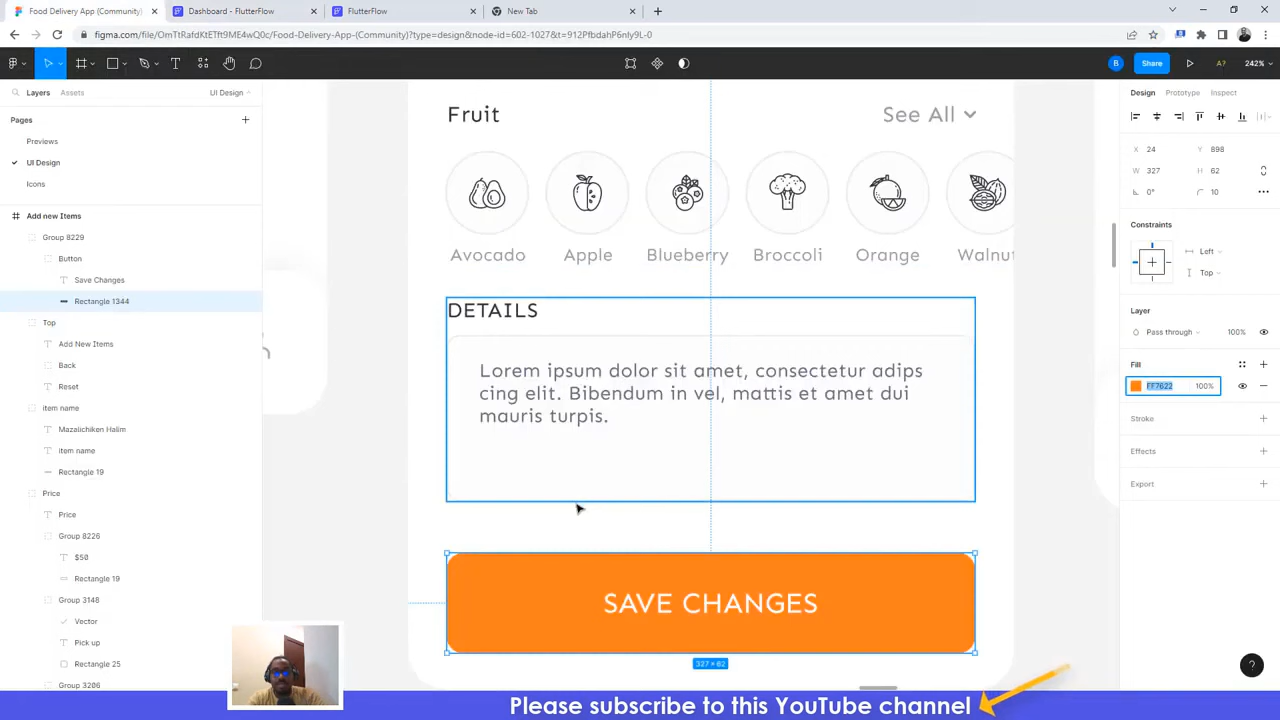 Food Delivery App (Community)
Dashboard - FlutterFlow
FlutterFlow
New Tab
figma.com/file/OmTtRafdKtETft9ME4wQ0c/Food-Delivery-App-(Community)?type=design&node-id=602-1027&t=912PfbdahP6nIy9L-0
B
Share
A?
242%
Layers
Assets
UI Design
Design
Prototype
Inspect
Pages
Previews
UI Design
Icons
Add new Items
Group 8229
Button
Save Changes
Rectangle 1344
Top
Add New Items
Back
Reset
item name
Mazalichiken Halim
item name
Rectangle 19
Price
Price
Group 8226
$50
Rectangle 19
Group 3148
Vector
Pick up
Rectangle 25
Group 3206
Fruit
See All
Avocado
Apple
Blueberry
Broccoli
Orange
Walnut
DETAILS
Lorem ipsum dolor sit amet, consectetur adips
cing elit. Bibendum in vel, mattis et amet dui
mauris turpis.
SAVE CHANGES
327 × 62
X 24
Y 898
W 327
H 62
0°
10
Constraints
Left
Top
Layer
Pass through
100%
Fill
FF7622
100%
Stroke
Effects
Export
?
Please subscribe to this YouTube channel